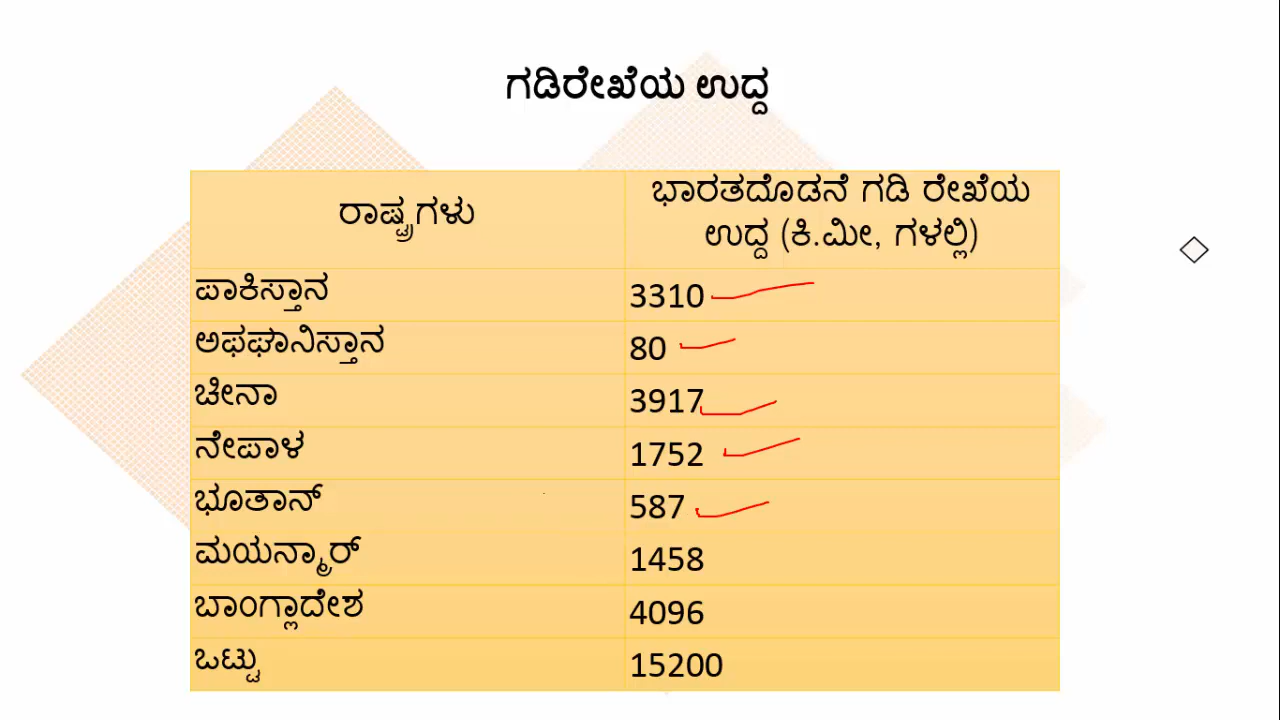 ಗಡಿರೇಖೆಯ ಉದ್ದ
ರಾಷ್ಟ್ರಗಳು
ಭಾರತದೊಡನೆ ಗಡಿ ರೇಖೆಯ
ಉದ್ದ (ಕಿ.ಮೀ, ಗಳಲ್ಲಿ)
ಪಾಕಿಸ್ತಾನ 3310
ಅಫಘಾನಿಸ್ತಾನ 80
ಚೀನಾ 3917
ನೇಪಾಳ 1752
ಭೂತಾನ್ 587
ಮಯನ್ಮಾರ್ 1458
ಬಾಂಗ್ಲಾದೇಶ 4096
ಒಟ್ಟು 15200